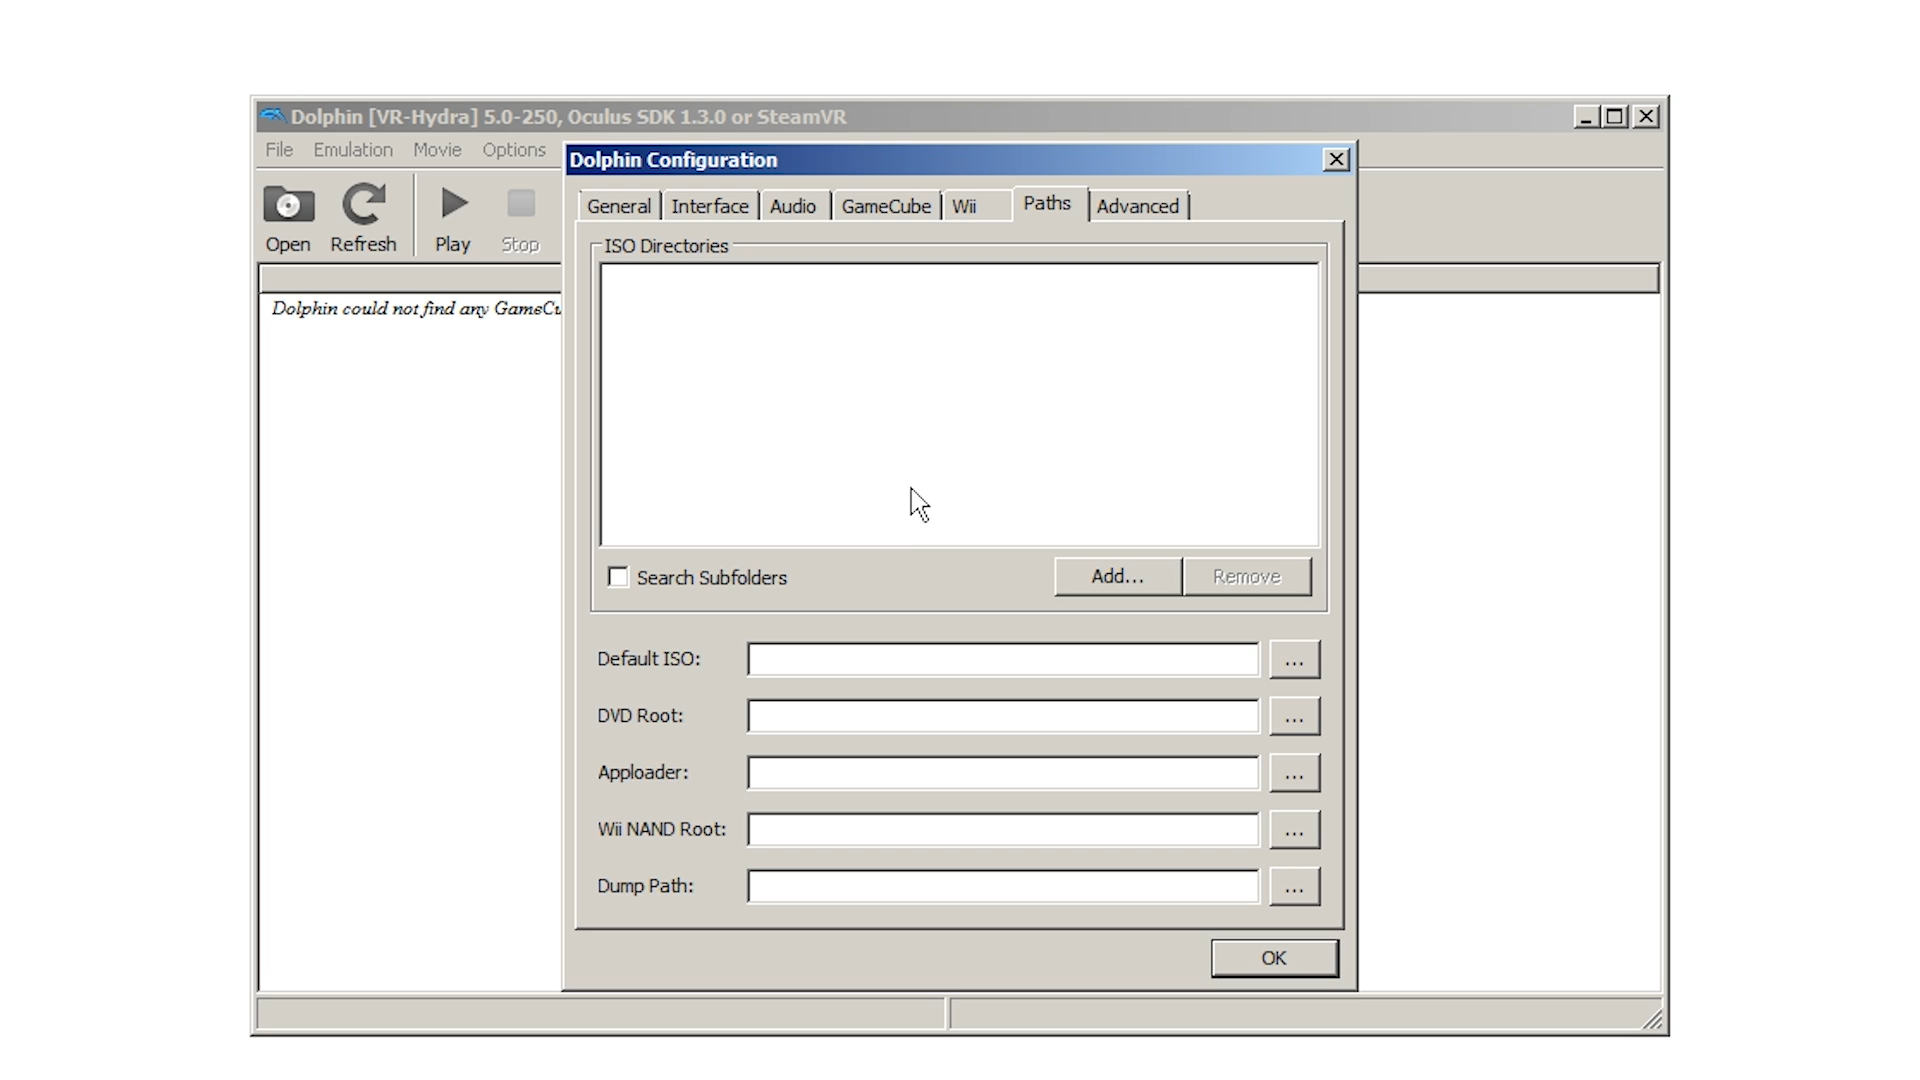 Dolphin [VR-Hydra] 5.0-250, Oculus SDK 1.3.0 or SteamVR
File Emulation Movie Options
Dolphin Configuration
General Interface Audio GameCube Wii Paths Advanced
Open Refresh Play Stop
ISO Directories
Dolphin could not find any GameCu
Search Subfolders Add... Remove
Default ISO: ...
DVD Root: ...
Apploader: ...
Wii NAND Root: ...
Dump Path: ...
OK